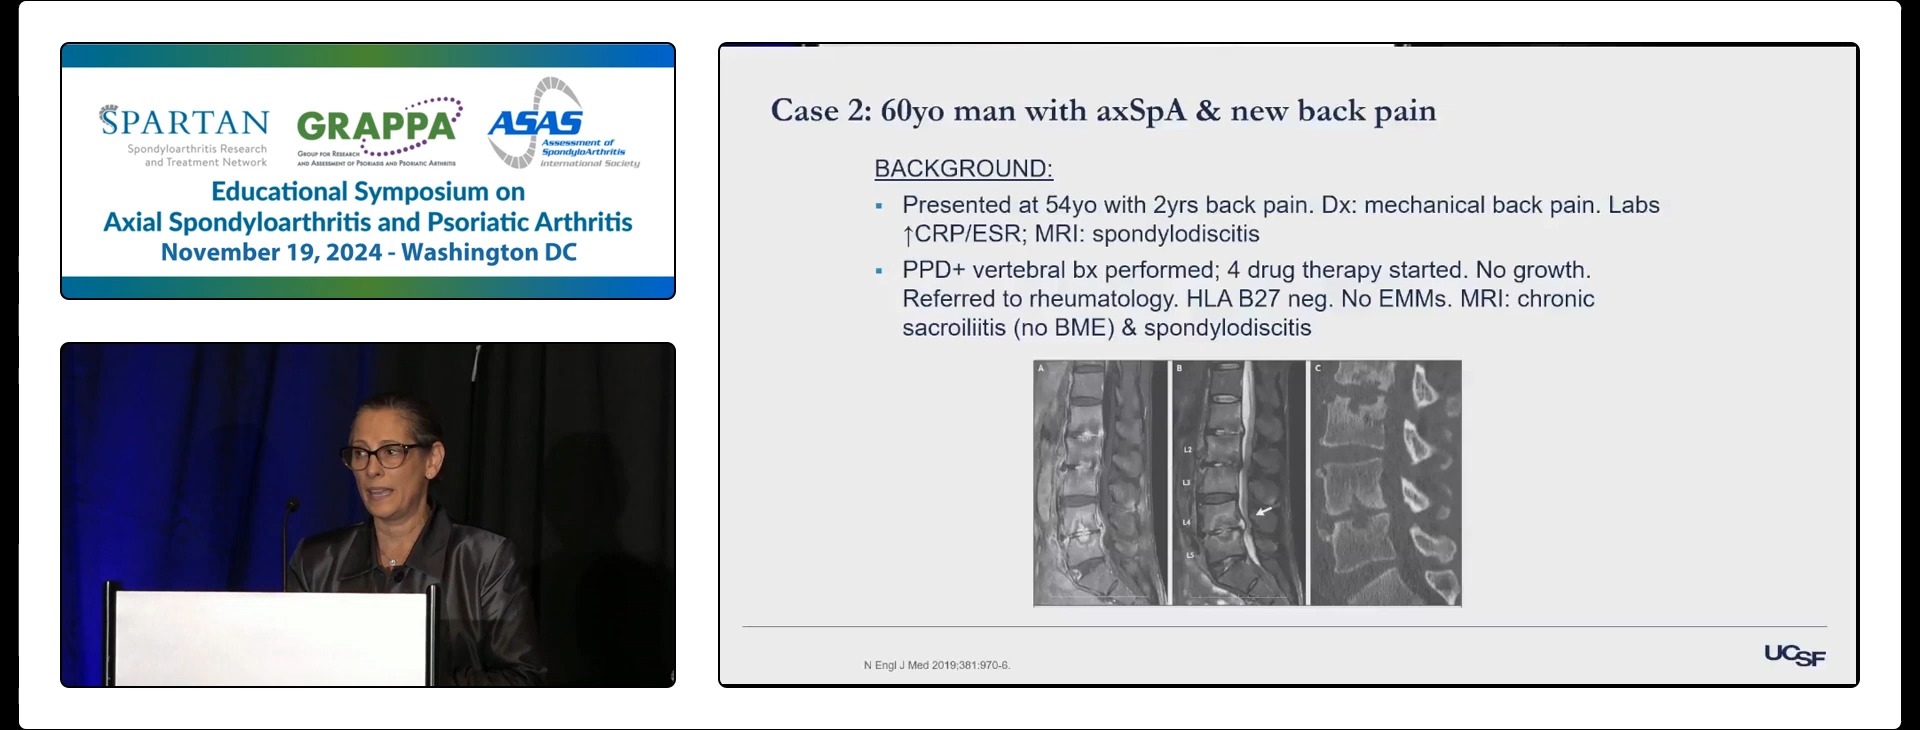 SPARTAN
Spondyloarthritis Research
and Treatment Network
GRAPPA
GROUP FOR RESEARCH
AND ASSESSMENT OF PSORIASIS AND PSORIATIC ARTHRITIS
ASAS
Assessment of
SpondyloArthritis
international Society
Educational Symposium on
Axial Spondyloarthritis and Psoriatic Arthritis
November 19, 2024 - Washington DC
Case 2: 60yo man with axSpA & new back pain
BACKGROUND:
▪ Presented at 54yo with 2yrs back pain. Dx: mechanical back pain. Labs
↑CRP/ESR; MRI: spondylodiscitis
▪ PPD+ vertebral bx performed; 4 drug therapy started. No growth.
Referred to rheumatology. HLA B27 neg. No EMMs. MRI: chronic
sacroiliitis (no BME) & spondylodiscitis
A
B
C
L2
L3
L4
L5
N Engl J Med 2019;381:970-6.
UCSF